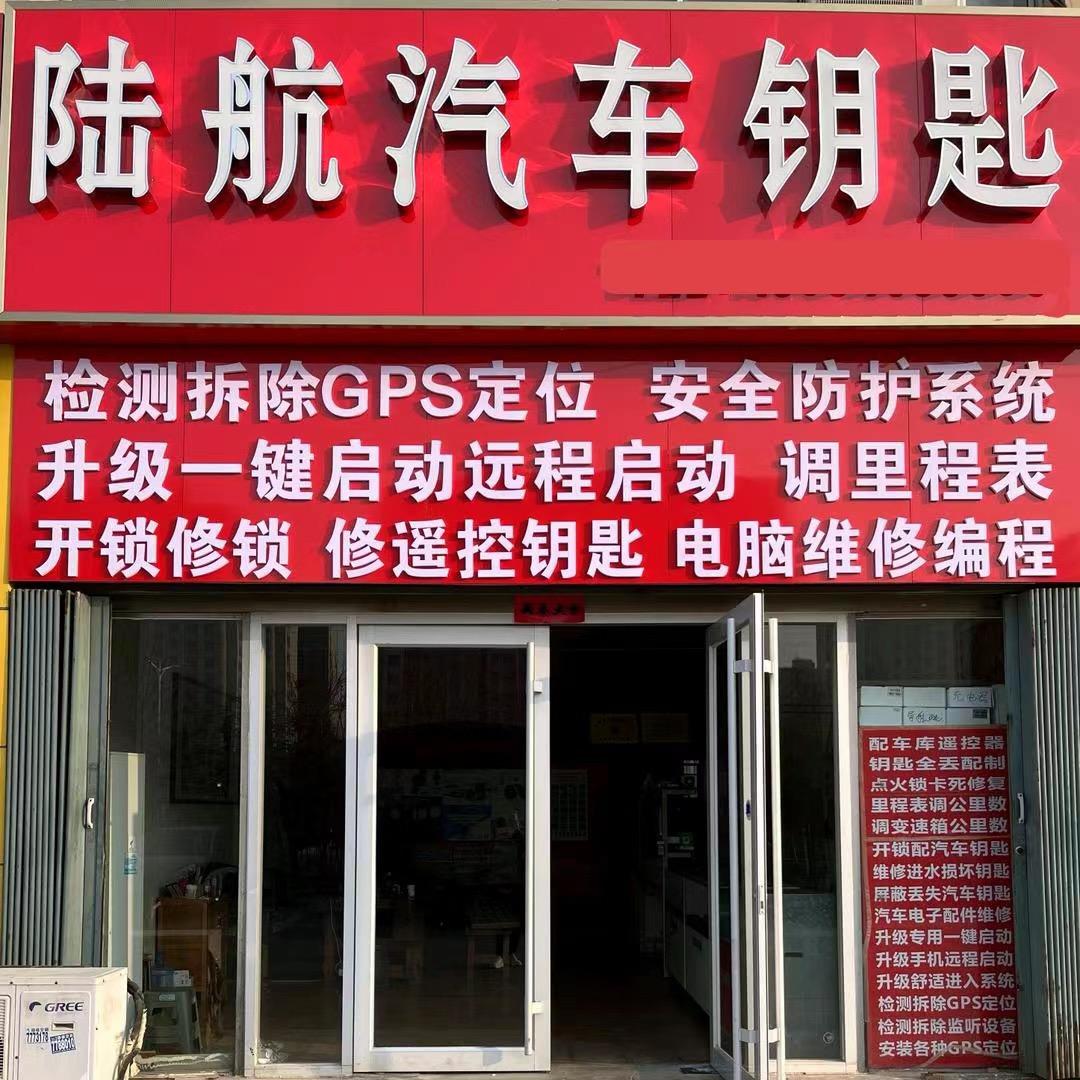 陆航汽车钥匙
检测拆除GPS定位 安全防护系统
升级一键启动远程启动 调里程表
开锁修锁 修遥控钥匙 电脑维修编程
充电器
配车库遥控器
钥匙全丢配制
点火锁卡死修复
里程表调公里数
调变速箱公里数
开锁配汽车钥匙
维修进水损坏钥匙
屏蔽丢失汽车钥匙
汽车电子配件维修
升级专用一键启动
升级手机远程启动
升级舒适进入系统
检测拆除GPS定位
检测拆除监听设备
安装各种GPS定位
GREE
7773178